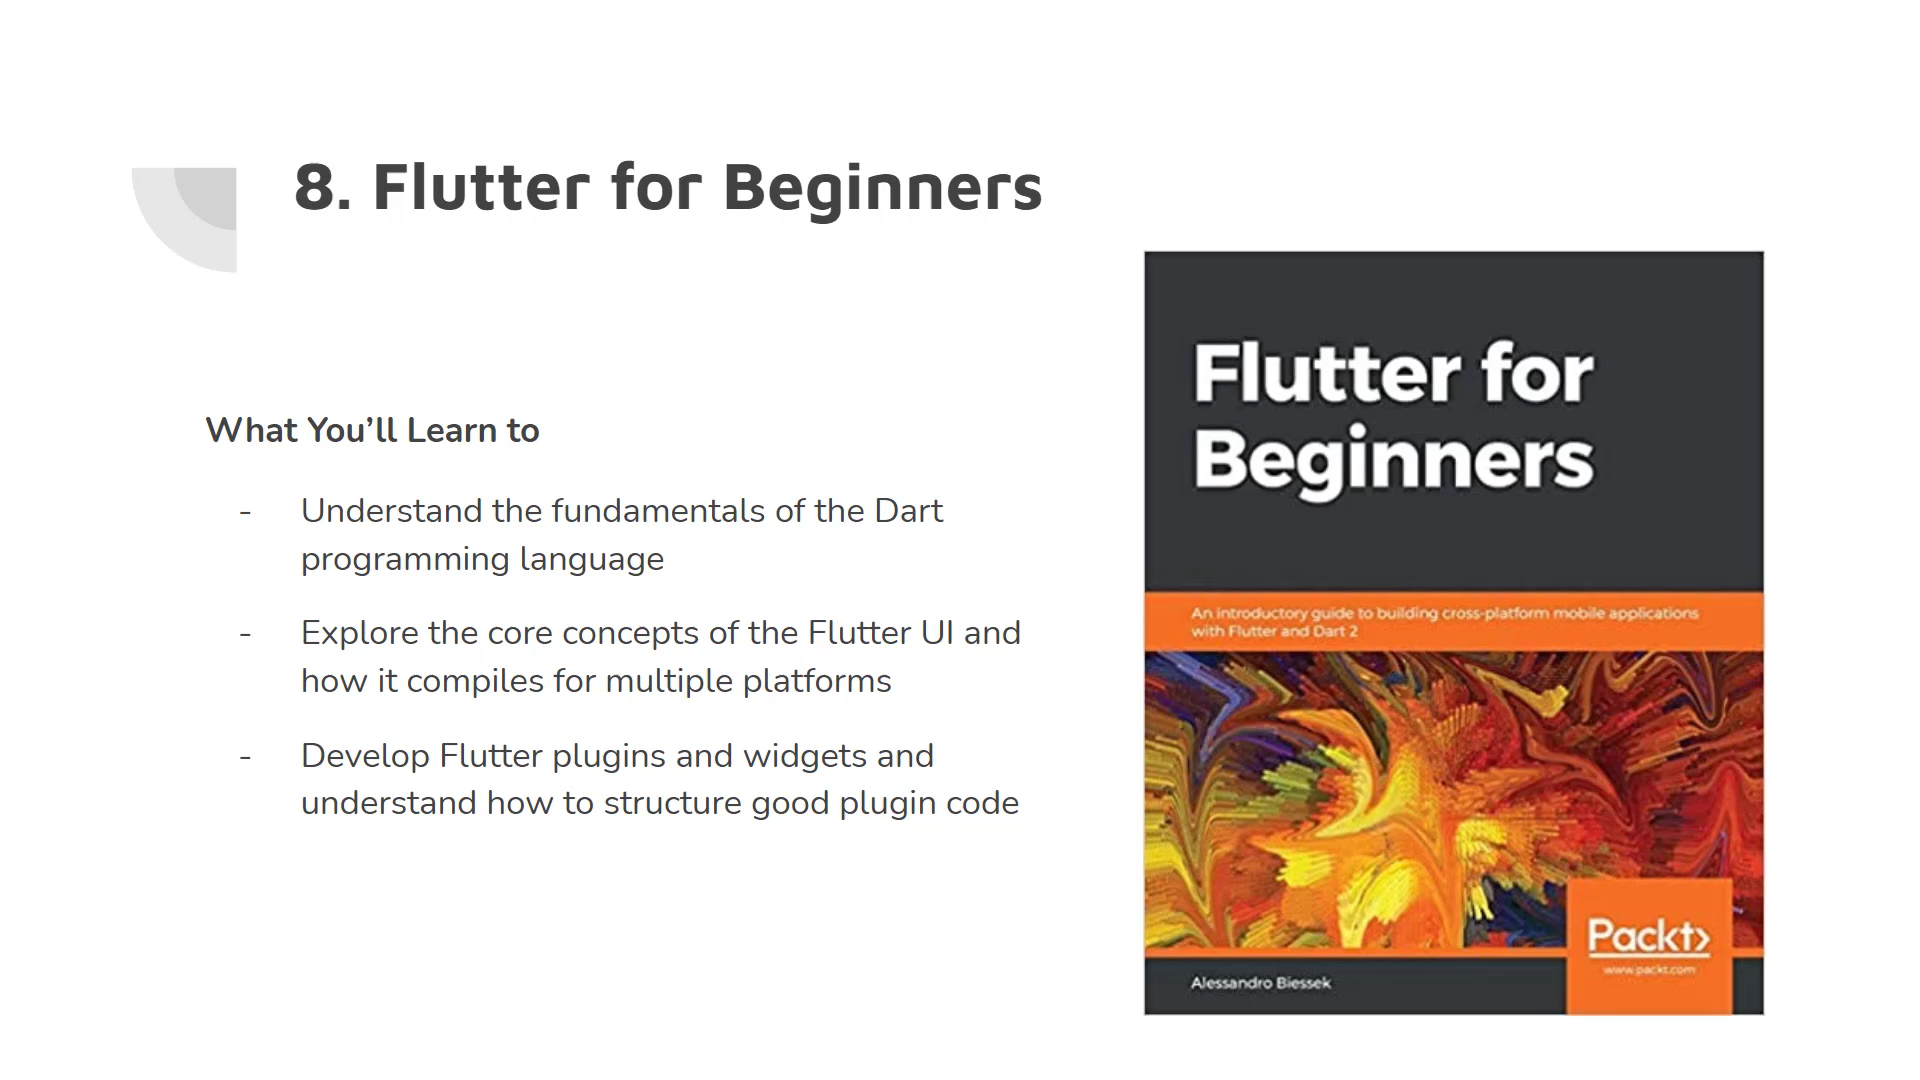 8. Flutter for Beginners
What You’ll Learn to
- Understand the fundamentals of the Dart
programming language
- Explore the core concepts of the Flutter UI and
how it compiles for multiple platforms
- Develop Flutter plugins and widgets and
understand how to structure good plugin code
Flutter for
Beginners
An introductory guide to building cross-platform mobile applications
with Flutter and Dart 2
Packt>
www.packt.com
Alessandro Biessek